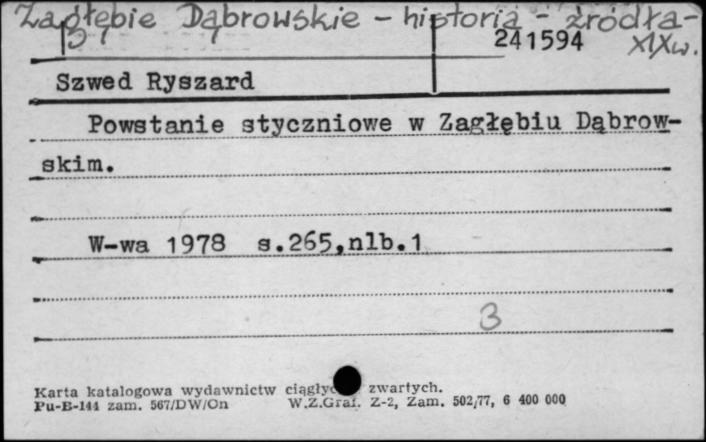 Zagłębie Dąbrowskie - historia - źródła -
XIXw.
241594
Szwed Ryszard
Powstanie styczniowe w Zagłębiu Dąbrow-
skim.
W-wa 1978 s.265,nlb.1
3
Karta katalogowa wydawnictw zwartych.
Pu-B-144 zam. 567/DW/On W.Z.Graf. Z-2, Zam. 502/77, 6 400 000